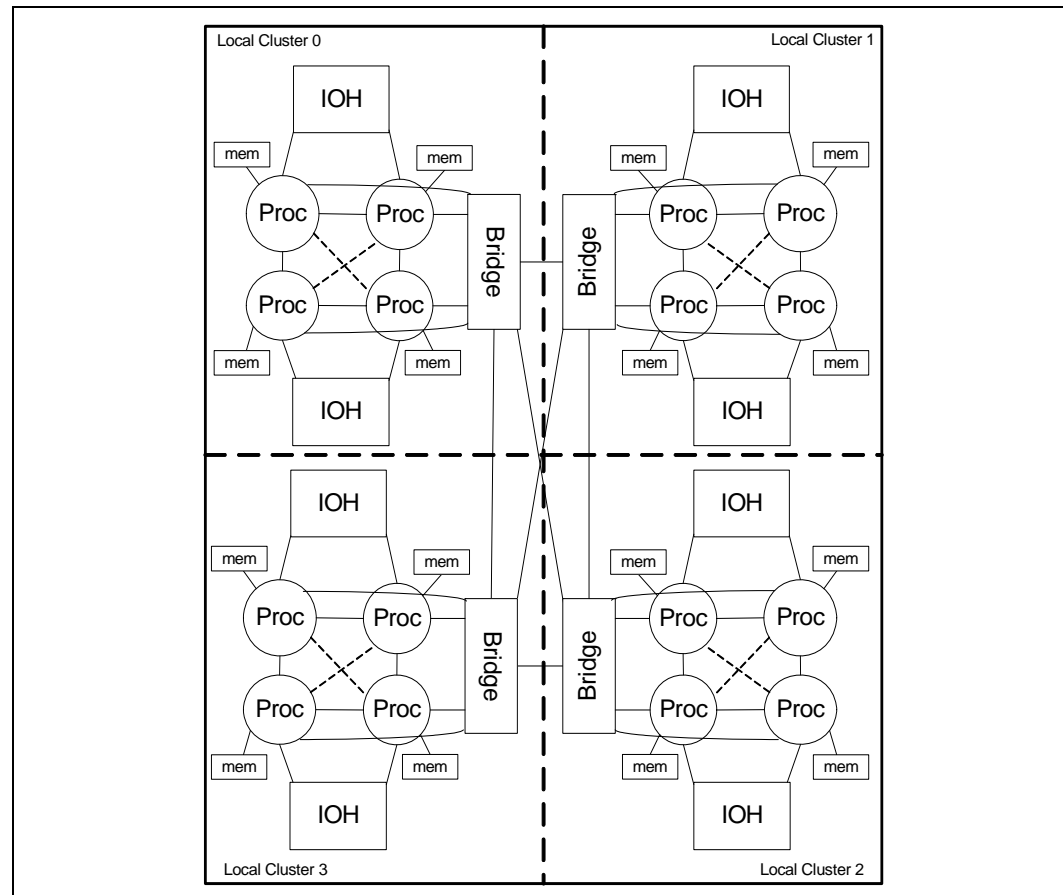 Local Cluster 0
Local Cluster 1
IOH
IOH
mem
mem
mem
mem
Proc
Proc
Bridge
Bridge
Proc
Proc
Proc
Proc
Proc
Proc
mem
mem
mem
mem
IOH
IOH
IOH
IOH
mem
mem
mem
mem
Proc
Proc
Bridge
Bridge
Proc
Proc
Proc
Proc
Proc
Proc
mem
mem
mem
mem
IOH
IOH
Local Cluster 3
Local Cluster 2